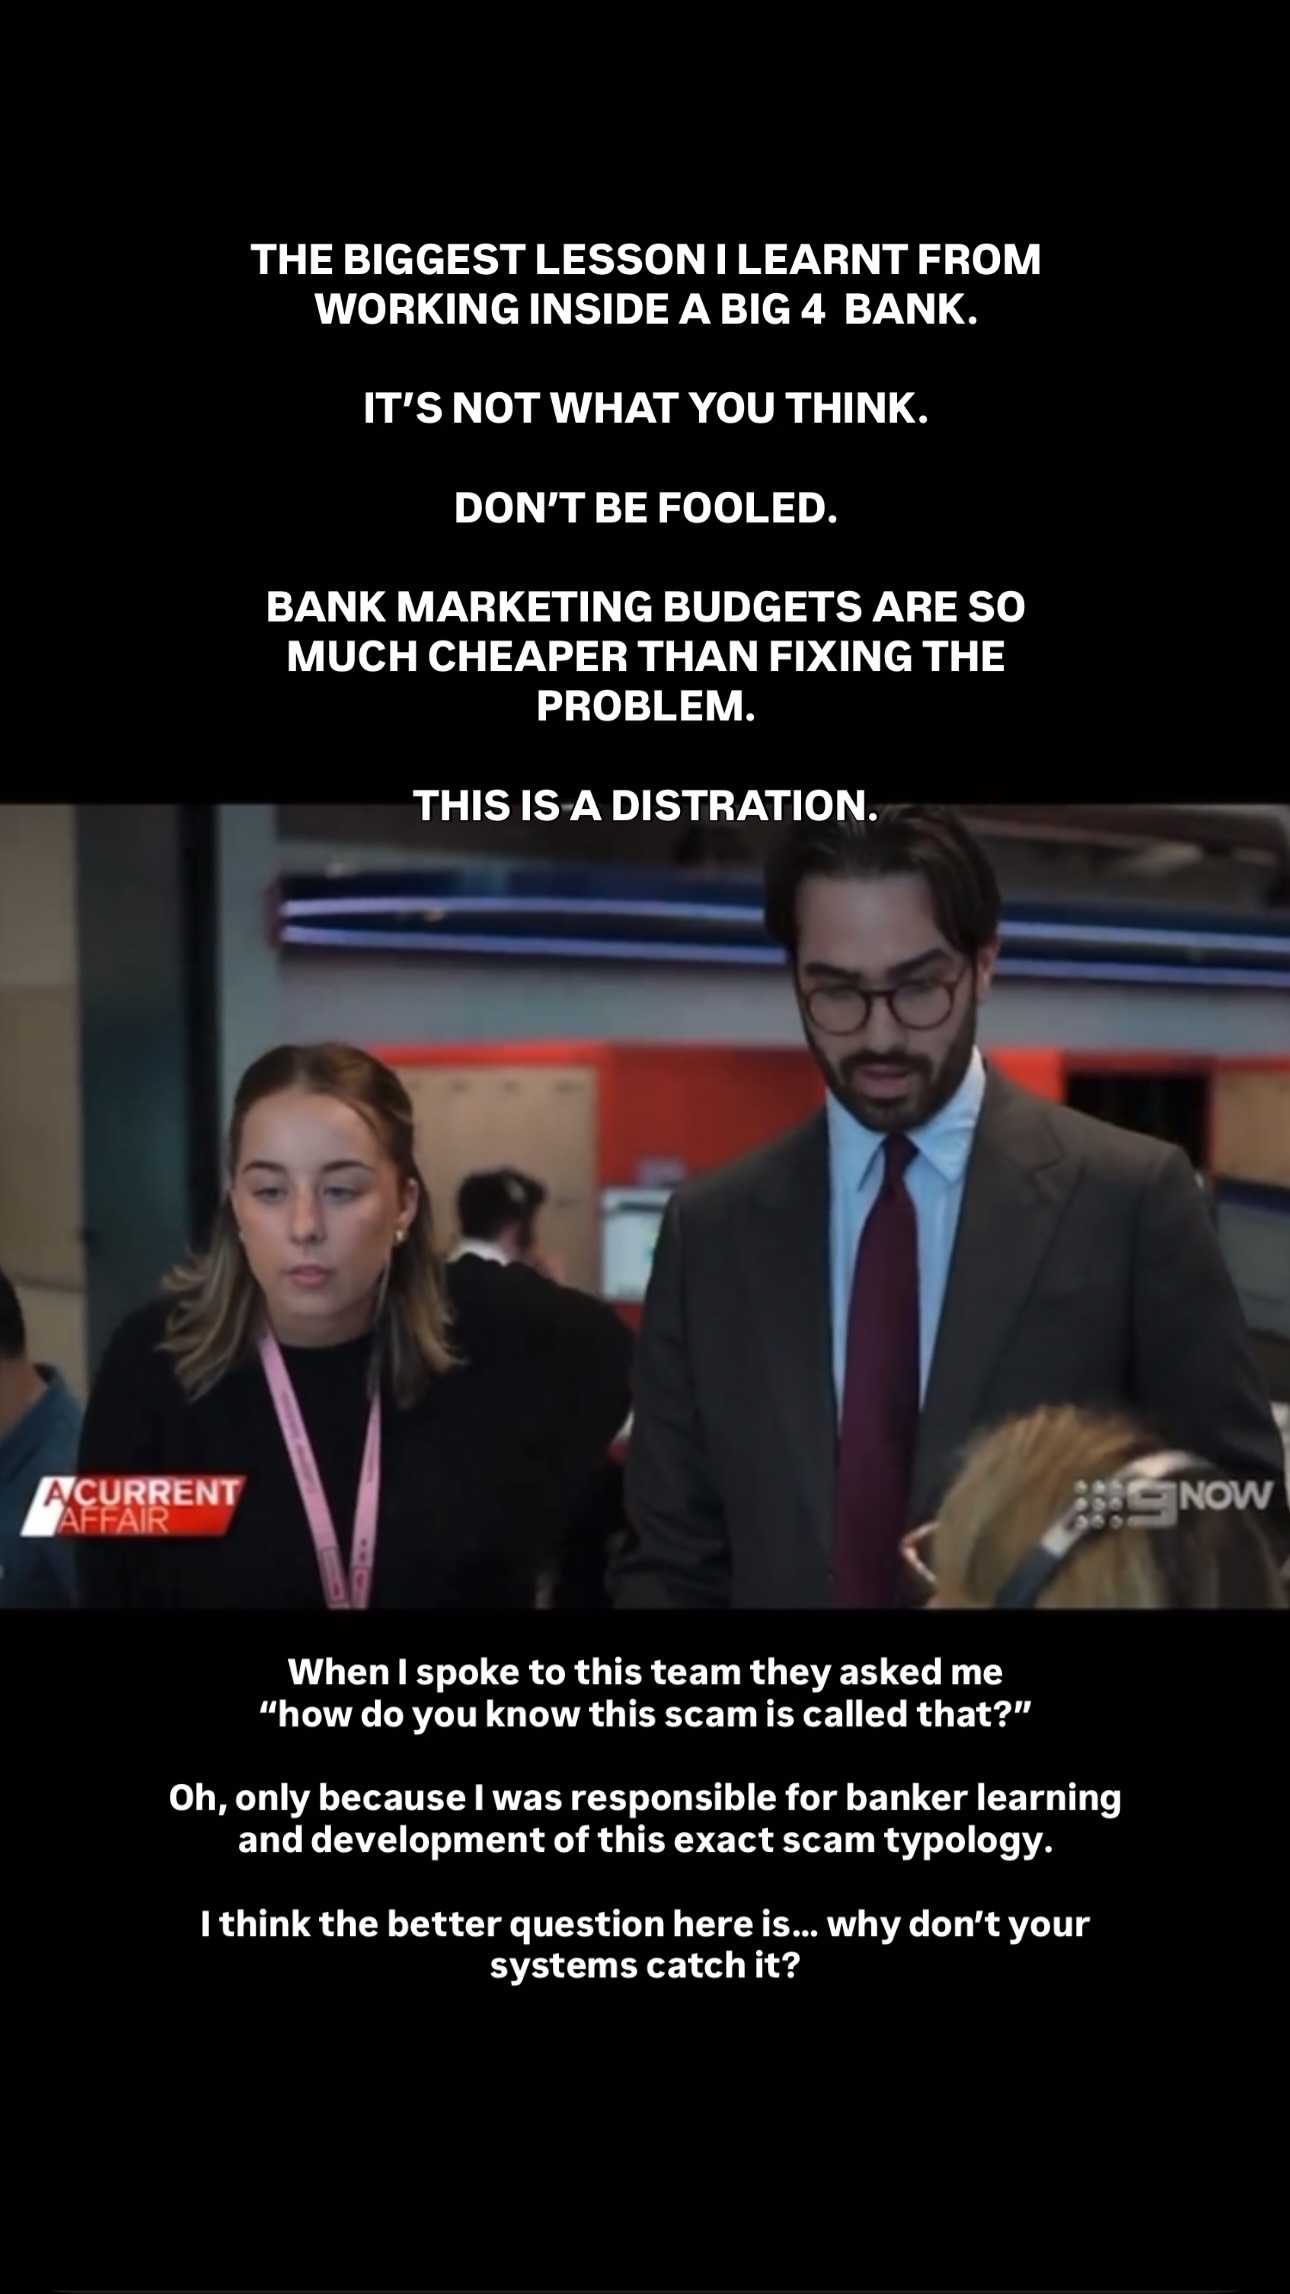 THE BIGGEST LESSON I LEARNT FROM
WORKING INSIDE A BIG 4 BANK.
IT'S NOT WHAT YOU THINK.
DON'T BE FOOLED.
BANK MARKETING BUDGETS ARE SO
MUCH CHEAPER THAN FIXING THE
PROBLEM.
THIS IS A DISTRATION.
A CURRENT
AFFAIR
9NOW
When I spoke to this team they asked me
“how do you know this scam is called that?”
Oh, only because I was responsible for banker learning
and development of this exact scam typology.
I think the better question here is... why don't your
systems catch it?